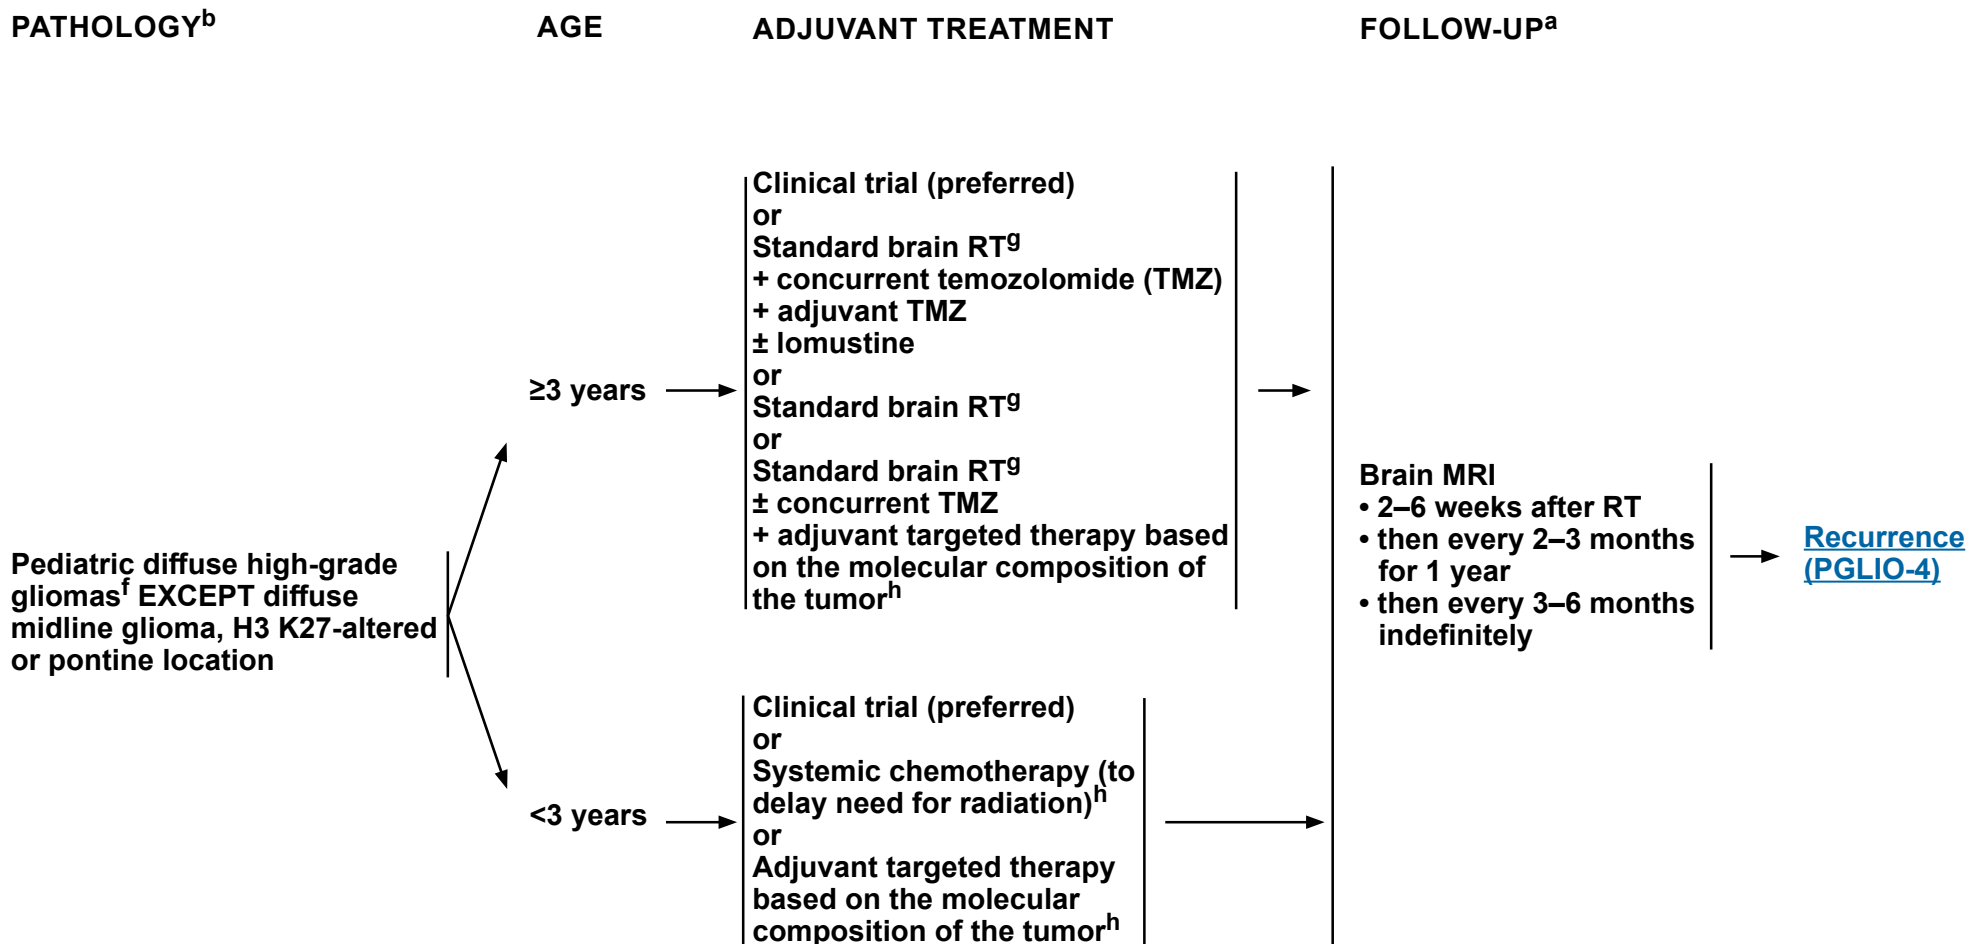 PATHOLOGYb
AGE
ADJUVANT TREATMENT
FOLLOW-UPa
Pediatric diffuse high-grade
gliomasf EXCEPT diffuse
midline glioma, H3 K27-altered
or pontine location
≥3 years
Clinical trial (preferred)
or
Standard brain RTg
+ concurrent temozolomide (TMZ)
+ adjuvant TMZ
± lomustine
or
Standard brain RTg
or
Standard brain RTg
± concurrent TMZ
+ adjuvant targeted therapy based
on the molecular composition of
the tumorh
<3 years
Clinical trial (preferred)
or
Systemic chemotherapy (to
delay need for radiation)h
or
Adjuvant targeted therapy
based on the molecular
composition of the tumorh
Brain MRI
• 2–6 weeks after RT
• then every 2–3 months
for 1 year
• then every 3–6 months
indefinitely
Recurrence
(PGLIO-4)